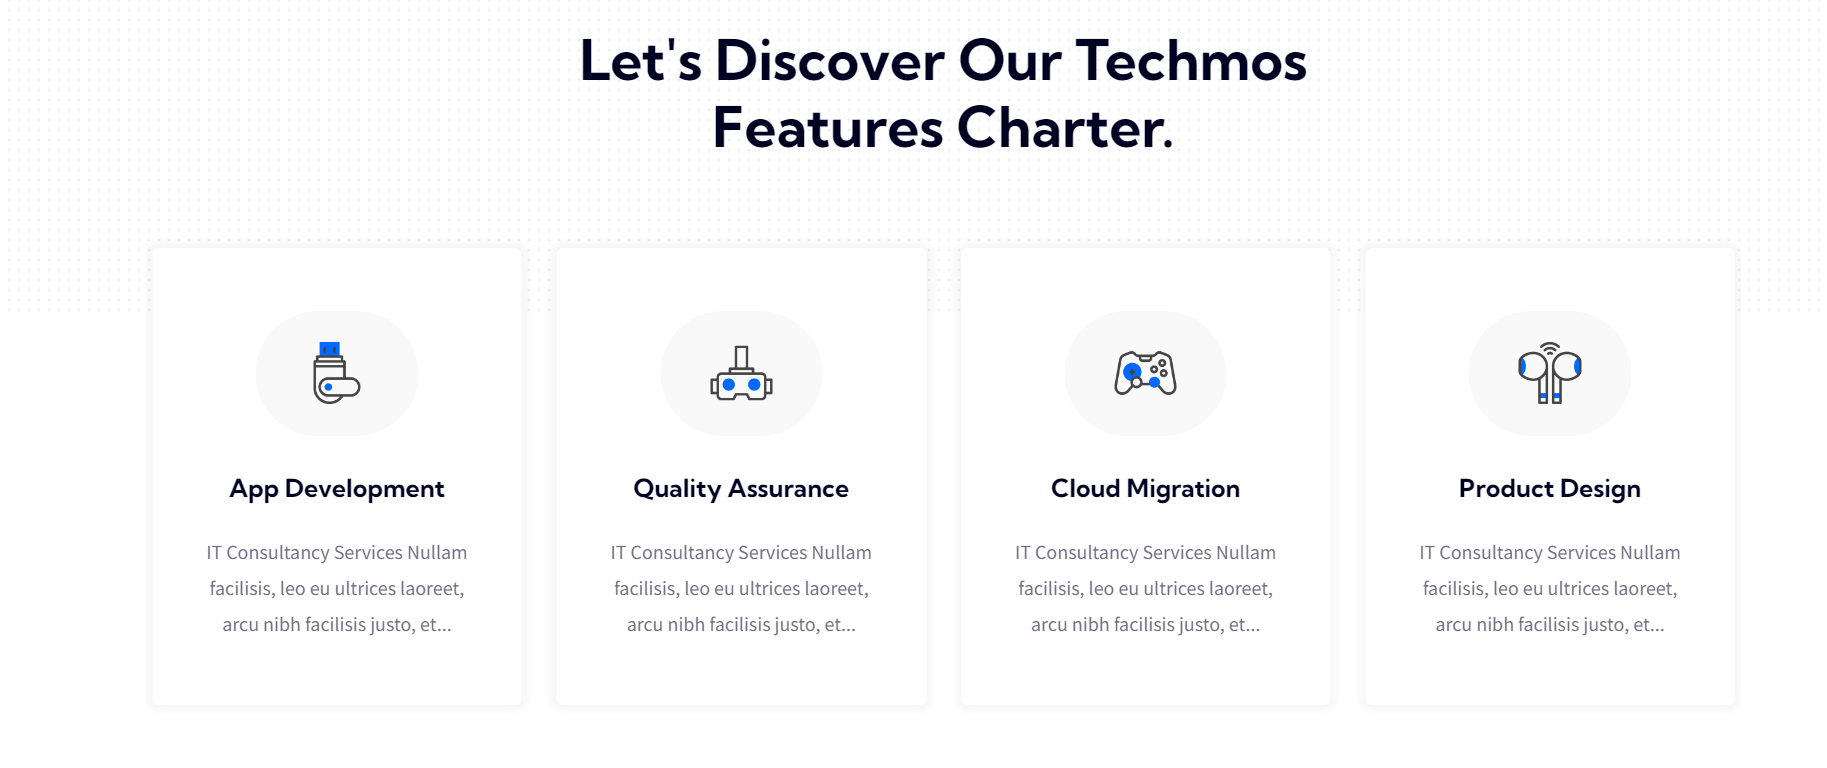 Let's Discover Our Techmos
Features Charter.
App Development
IT Consultancy Services Nullam
facilisis, leo eu ultrices laoreet,
arcu nibh facilisis justo, et...
Quality Assurance
IT Consultancy Services Nullam
facilisis, leo eu ultrices laoreet,
arcu nibh facilisis justo, et...
Cloud Migration
IT Consultancy Services Nullam
facilisis, leo eu ultrices laoreet,
arcu nibh facilisis justo, et...
Product Design
IT Consultancy Services Nullam
facilisis, leo eu ultrices laoreet,
arcu nibh facilisis justo, et...